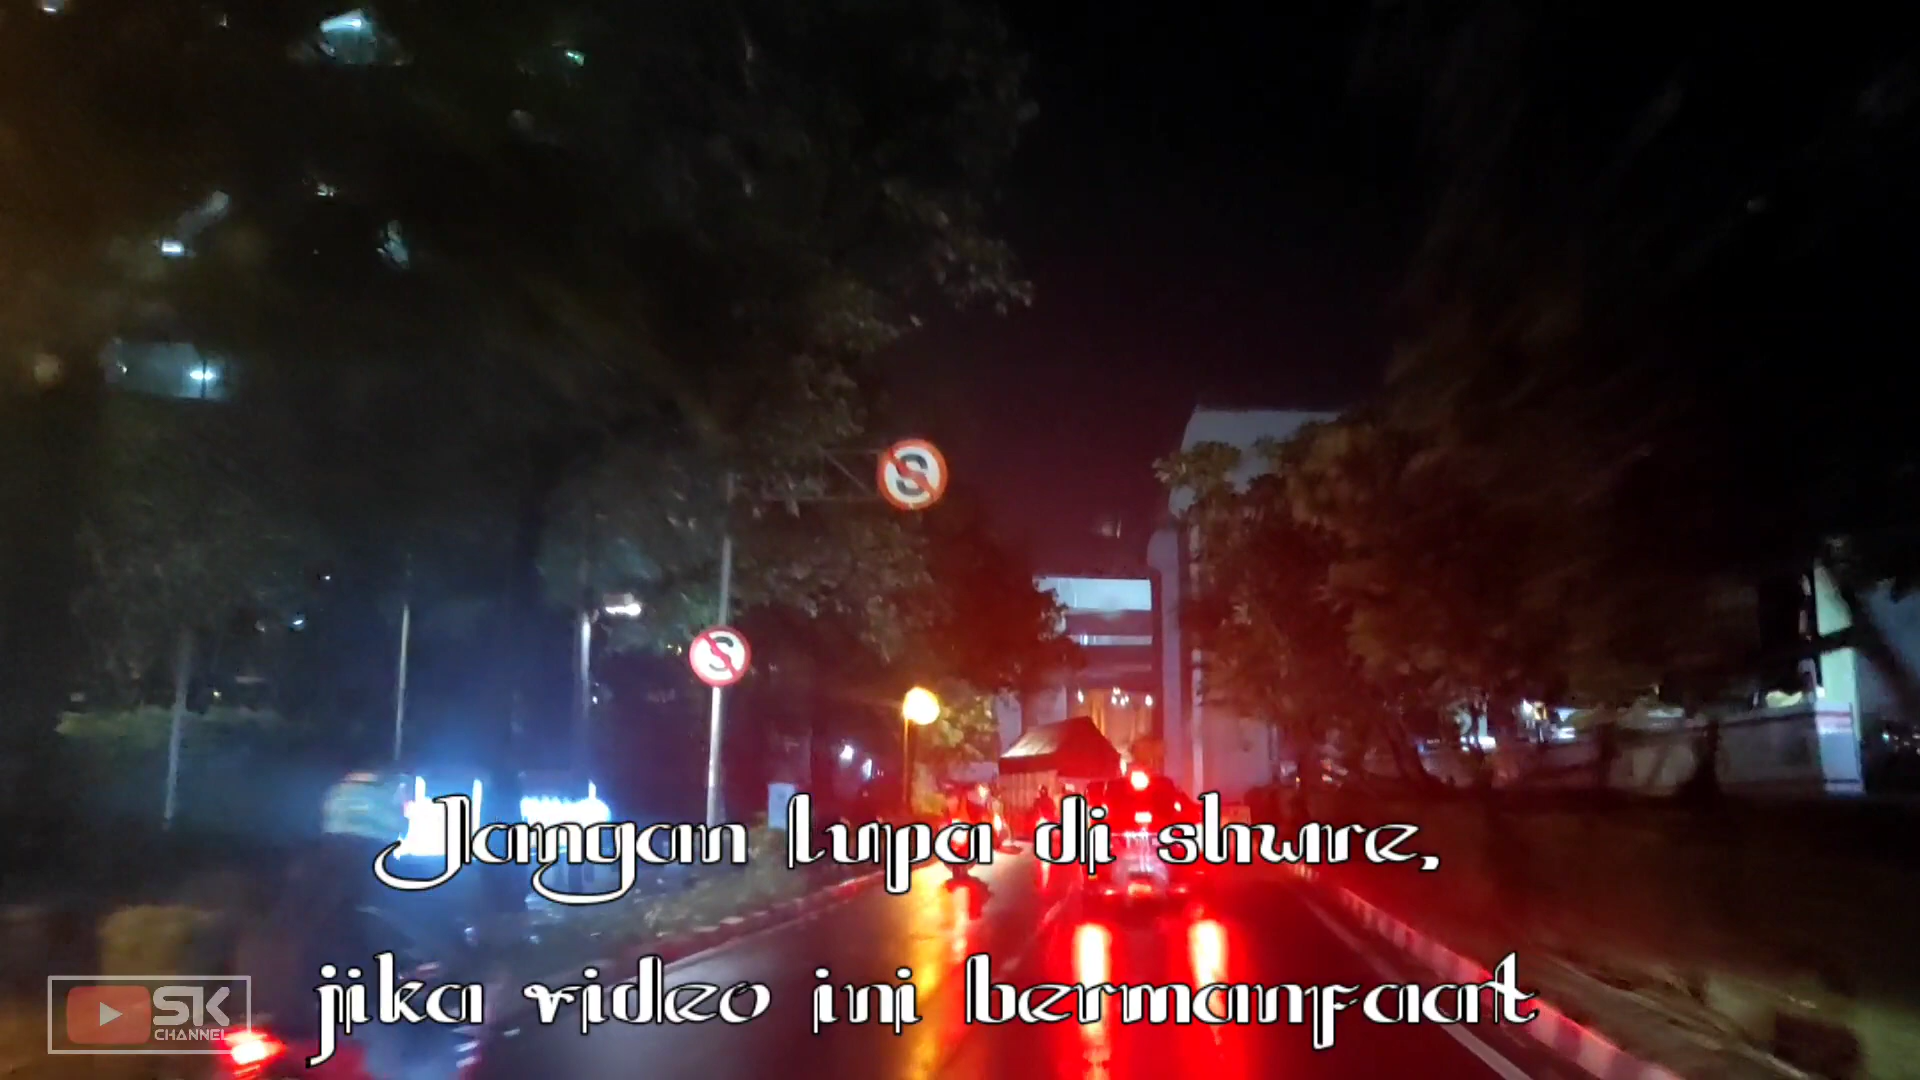 S
S
Jangan lupa di share,
jika video ini bermanfaat
SK
CHANNEL